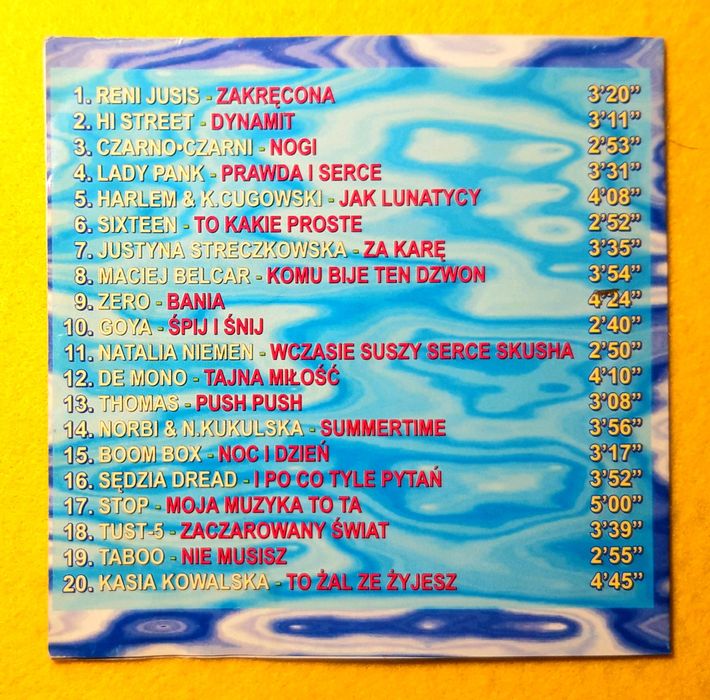 1. RENI JUSIS - ZAKRĘCONA 3'20"
2. HI STREET - DYNAMIT 3'11"
3. CZARNO•CZARNI - NOGI 2'53"
4. LADY PANK - PRAWDA I SERCE 3'31"
5. HARLEM & K.CUGOWSKI - JAK LUNATYCY 4'08"
6. SIXTEEN - TO KAKIE PROSTE 2'52"
7. JUSTYNA STRECZKOWSKA - ZA KARĘ 3'35"
8. MACIEJ BELCAR - KOMU BIJE TEN DZWON 3'54"
9. ZERO - BANIA 4'24"
10. GOYA - ŚPIJ I ŚNIJ 2'40"
11. NATALIA NIEMEN - WCZASIE SUSZY SERCE SKUSHA 2'50"
12. DE MONO - TAJNA MIŁOŚĆ 4'10"
13. THOMAS - PUSH PUSH 3'08"
14. NORBI & N.KUKULSKA - SUMMERTIME 3'56"
15. BOOM BOX - NOC I DZIEŃ 3'17"
16. SĘDZIA DREAD - I PO CO TYLE PYTAŃ 3'52"
17. STOP - MOJA MUZYKA TO TA 5'00"
18. TUST-5 - ZACZAROWANY ŚWIAT 3'39"
19. TABOO - NIE MUSISZ 2'55"
20. KASIA KOWALSKA - TO ŻAL ZE ŻYJESZ 4'45"